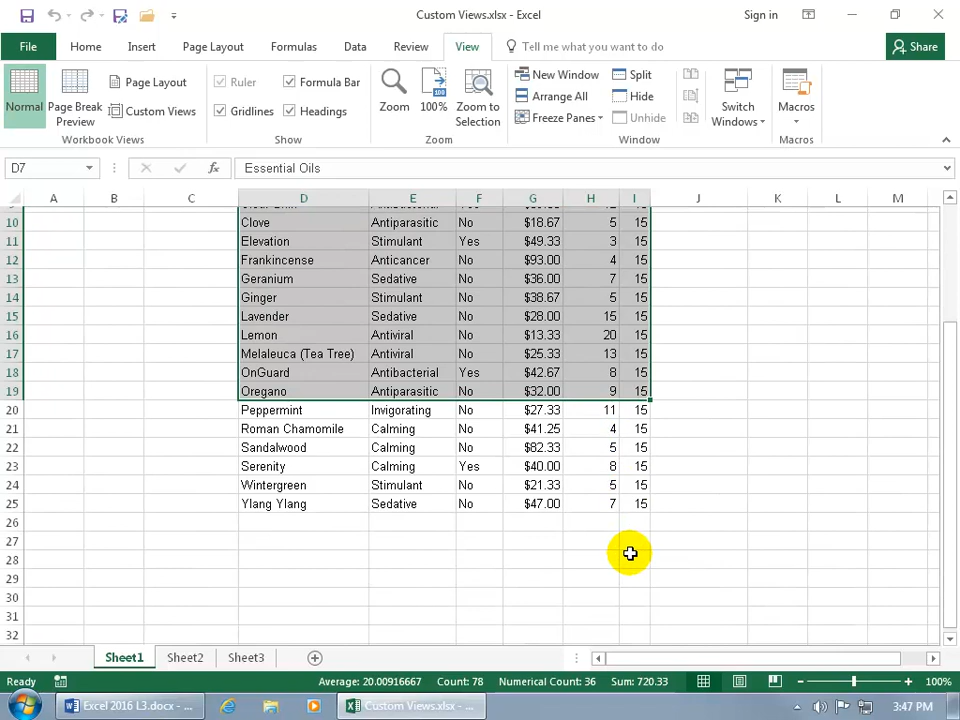 Custom Views.xlsx - Excel
Sign in
File Home Insert Page Layout Formulas Data Review View Tell me what you want to do Share
Normal
Page Break Preview
Page Layout
Custom Views
Workbook Views
Ruler Formula Bar
Gridlines Headings
Show
Zoom
100%
Zoom to Selection
Zoom
New Window
Arrange All
Freeze Panes
Split
Hide
Unhide
Window
Switch Windows
Macros
Macros
D7 fx Essential Oils
A B C D E F G H I J K L M
10 Clove Antiparasitic No $18.67 5 15
11 Elevation Stimulant Yes $49.33 3 15
12 Frankincense Anticancer No $93.00 4 15
13 Geranium Sedative No $36.00 7 15
14 Ginger Stimulant No $38.67 5 15
15 Lavender Sedative No $28.00 15 15
16 Lemon Antiviral No $13.33 20 15
17 Melaleuca (Tea Tree) Antiviral No $25.33 13 15
18 OnGuard Antibacterial Yes $42.67 8 15
19 Oregano Antiparasitic No $32.00 9 15
20 Peppermint Invigorating No $27.33 11 15
21 Roman Chamomile Calming No $41.25 4 15
22 Sandalwood Calming No $82.33 5 15
23 Serenity Calming Yes $40.00 8 15
24 Wintergreen Stimulant No $21.33 5 15
25 Ylang Ylang Sedative No $47.00 7 15
26
27
28
29
30
31
32
Sheet1 Sheet2 Sheet3
Ready Average: 20.00916667 Count: 78 Numerical Count: 36 Sum: 720.33 100%
Excel 2016 L3.docx - ... Custom Views.xlsx - ... 3:47 PM